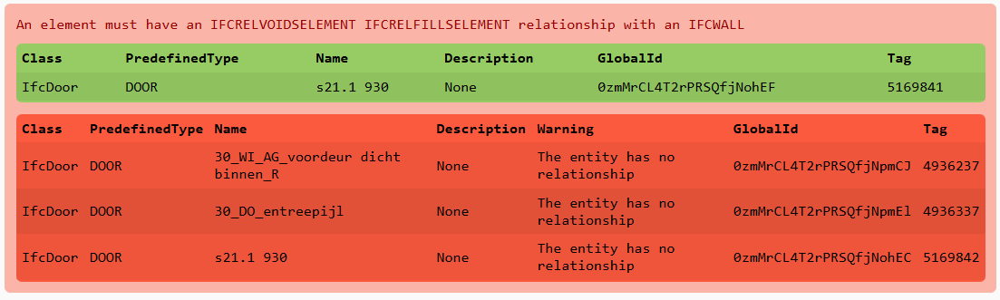 An element must have an IFCRELVOIDSELEMENT IFCRELFILLSELEMENT relationship with an IFCWALL
Class PredefinedType Name Description GlobalId Tag
IfcDoor DOOR s21.1 930 None 0zmMrCL4T2rPRSQfjNohEF 5169841
Class PredefinedType Name Description Warning GlobalId Tag
IfcDoor DOOR 30_WI_AG_voordeur dicht binnen_R None The entity has no relationship 0zmMrCL4T2rPRSQfjNpmCJ 4936237
IfcDoor DOOR 30_DO_entreepijl None The entity has no relationship 0zmMrCL4T2rPRSQfjNpmEl 4936337
IfcDoor DOOR s21.1 930 None The entity has no relationship 0zmMrCL4T2rPRSQfjNohEC 5169842